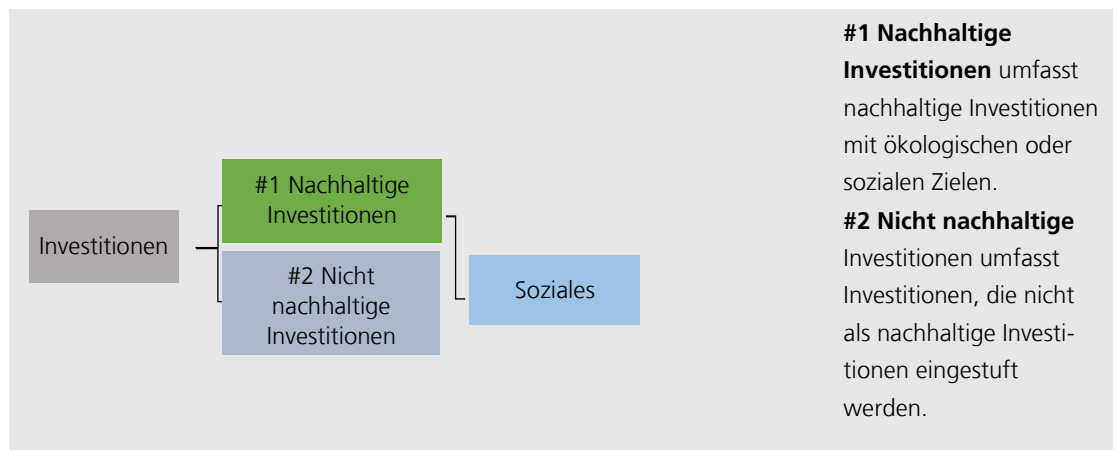 Investitionen
#1 Nachhaltige
Investitionen
#2 Nicht
nachhaltige
Investitionen
Soziales
#1 Nachhaltige
Investitionen umfasst
nachhaltige Investitionen
mit ökologischen oder
sozialen Zielen.
#2 Nicht nachhaltige
Investitionen umfasst
Investitionen, die nicht
als nachhaltige Investi-
tionen eingestuft
werden.